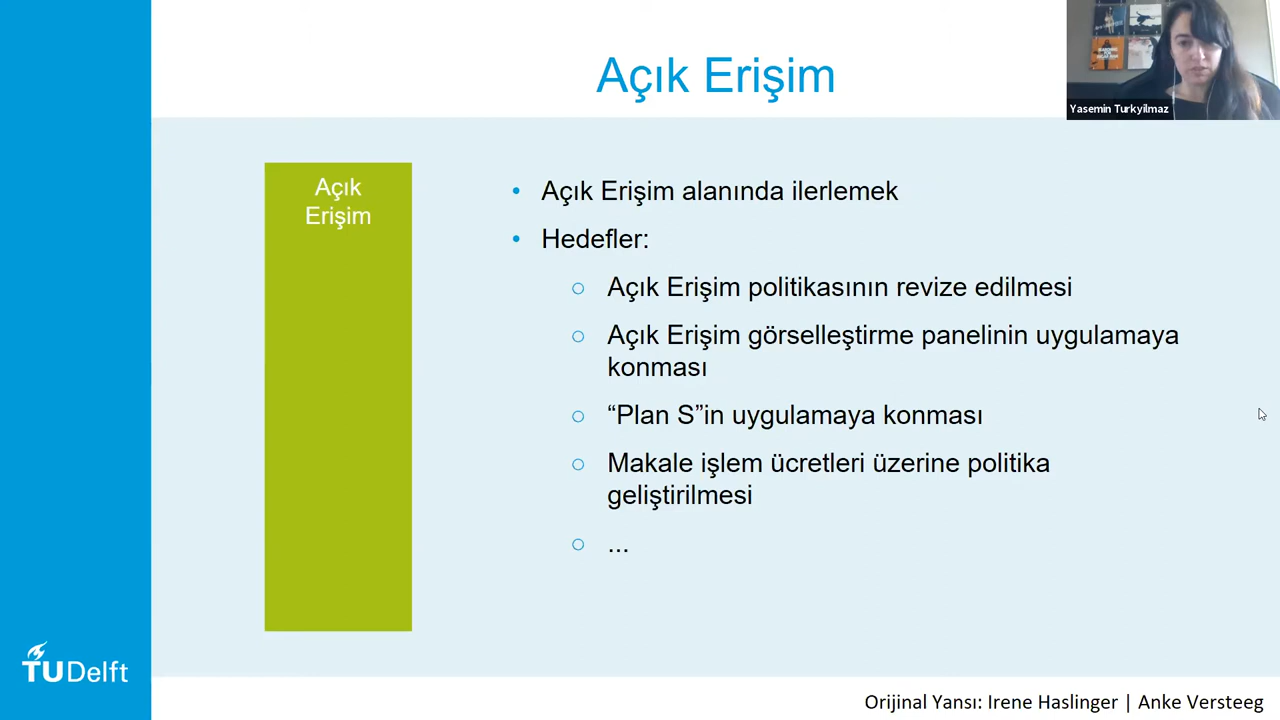 Açık Erişim
Yasemin Turkyilmaz
Açık
Erişim
• Açık Erişim alanında ilerlemek
• Hedefler:
○ Açık Erişim politikasının revize edilmesi
○ Açık Erişim görselleştirme panelinin uygulamaya
konması
○ “Plan S”in uygulamaya konması
○ Makale işlem ücretleri üzerine politika
geliştirilmesi
○ ...
TUDelft
Orijinal Yansı: Irene Haslinger | Anke Versteeg